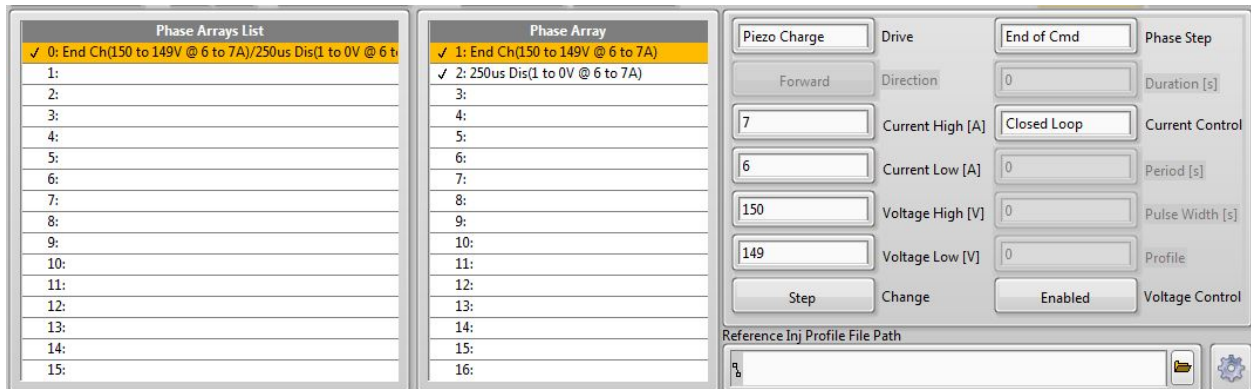 Phase Arrays List
✓ 0: End Ch(150 to 149V @ 6 to 7A)/250us Dis(1 to 0V @ 6 t
1:
2:
3:
4:
5:
6:
7:
8:
9:
10:
11:
12:
13:
14:
15:
Phase Array
✓ 1: End Ch(150 to 149V @ 6 to 7A)
✓ 2: 250us Dis(1 to 0V @ 6 to 7A)
3:
4:
5:
6:
7:
8:
9:
10:
11:
12:
13:
14:
15:
16:
Piezo Charge Drive End of Cmd Phase Step
Forward Direction 0 Duration [s]
7 Current High [A] Closed Loop Current Control
6 Current Low [A] 0 Period [s]
150 Voltage High [V] 0 Pulse Width [s]
149 Voltage Low [V] 0 Profile
Step Change Enabled Voltage Control
Reference Inj Profile File Path